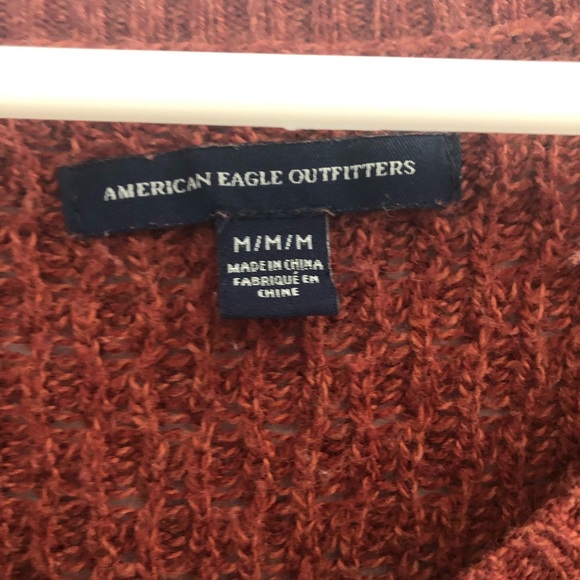 AMERICAN EAGLE OUTFITTERS
M/M/M
MADE IN CHINA
FABRIQUÉ EN
CHINE